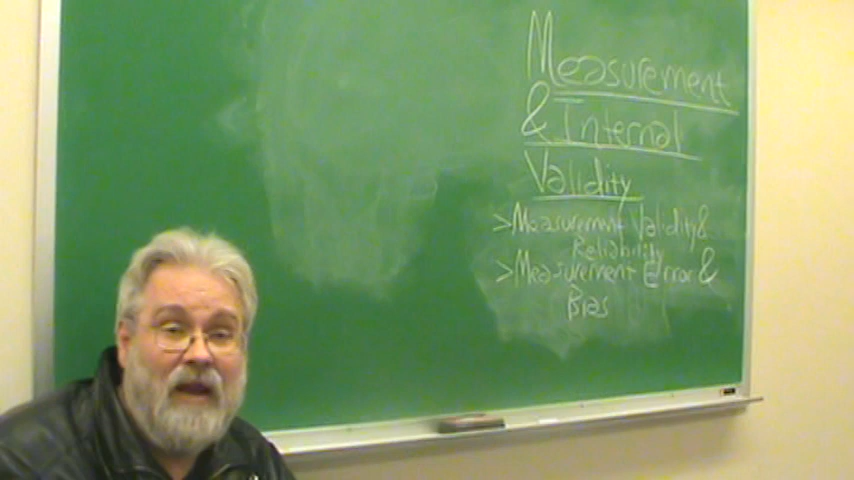 Measurement
& Internal
Validity
>Measurement Validity &
Reliability
>Measurement Error &
Bias